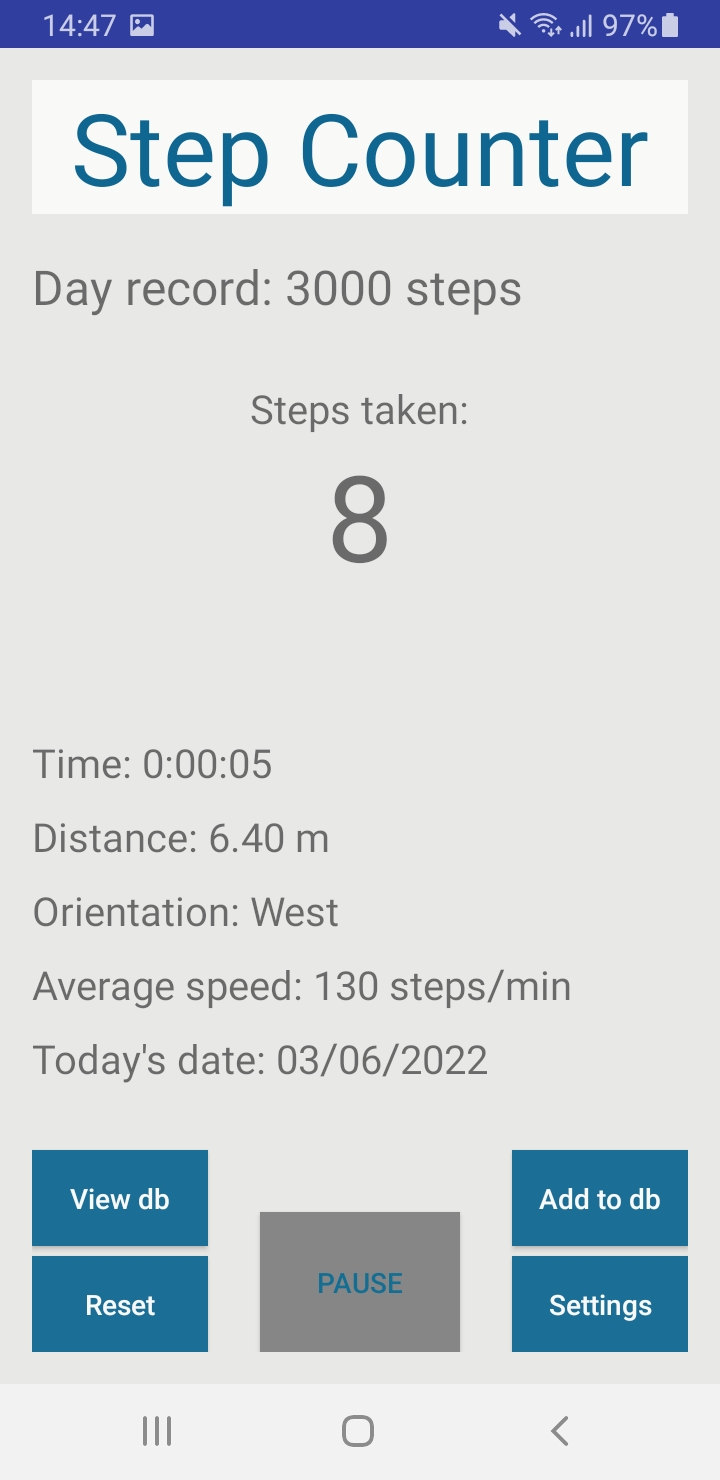 14:47 97%
Step Counter
Day record: 3000 steps
Steps taken:
8
Time: 0:00:05
Distance: 6.40 m
Orientation: West
Average speed: 130 steps/min
Today's date: 03/06/2022
View db
Add to db
PAUSE
Reset
Settings